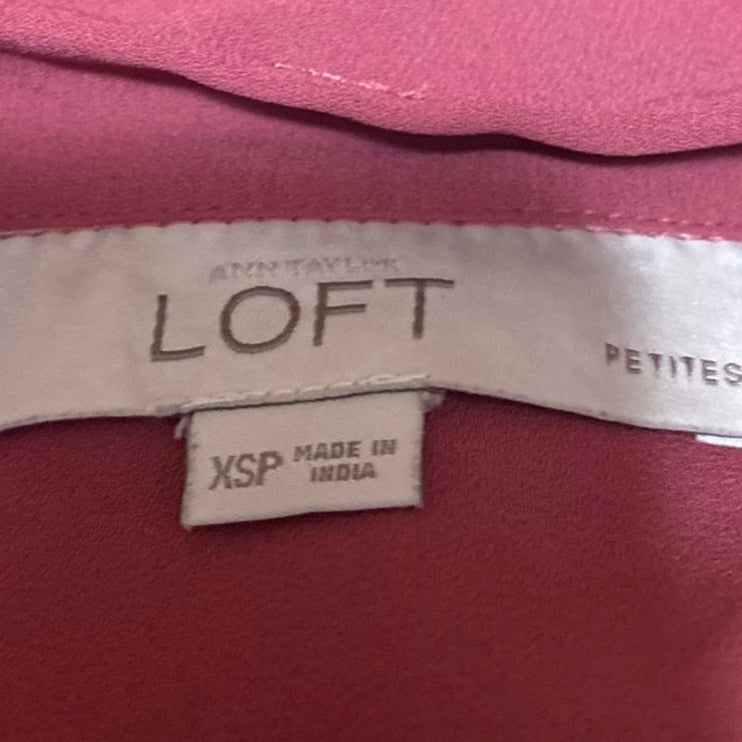 ANN TAYLOR
LOFT
PETITES
XSP
MADE IN
INDIA